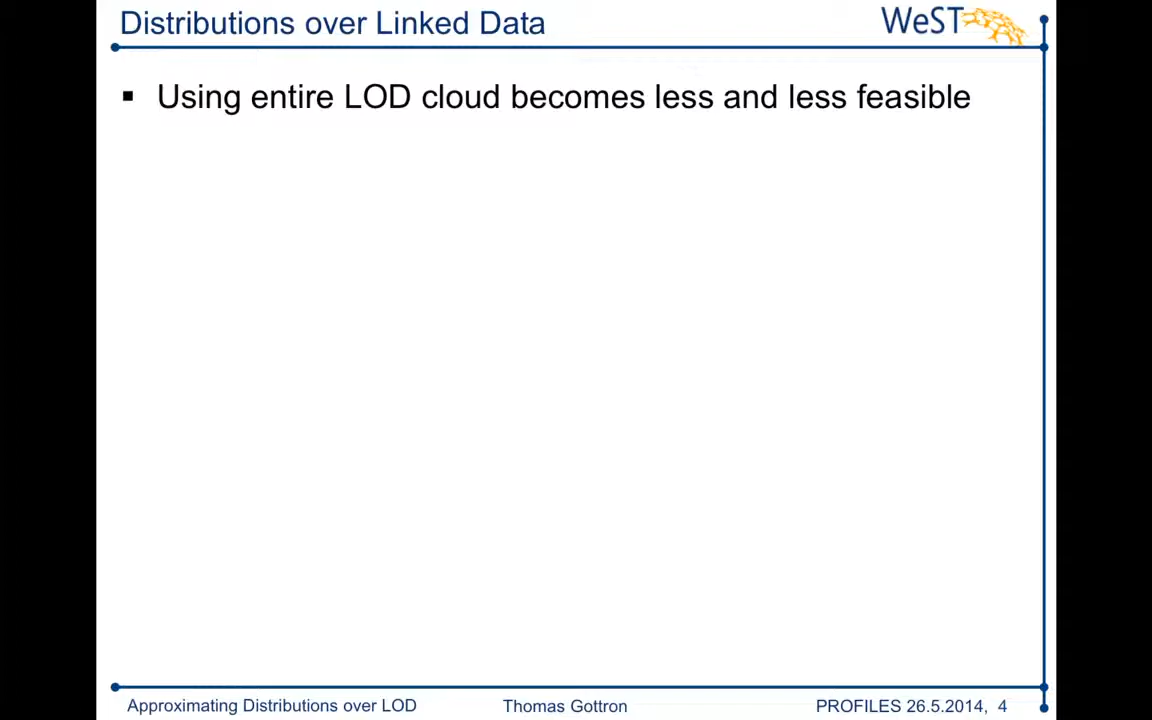 Distributions over Linked Data
WeST
▪ Using entire LOD cloud becomes less and less feasible
Approximating Distributions over LOD Thomas Gottron PROFILES 26.5.2014, 4